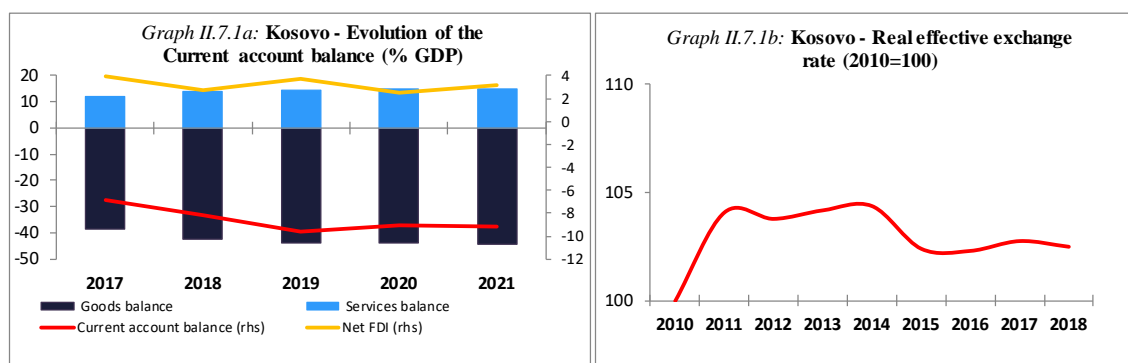 Graph II.7.1a: Kosovo - Evolution of the
Current account balance (% GDP)
20
10
0
-10
-20
-30
-40
-50
4
2
0
-2
-4
-6
-8
-10
-12
2017 2018 2019 2020 2021
Goods balance Services balance
Current account balance (rhs) Net FDI (rhs)
Graph II.7.1b: Kosovo - Real effective exchange
rate (2010=100)
110
105
100
2010 2011 2012 2013 2014 2015 2016 2017 2018